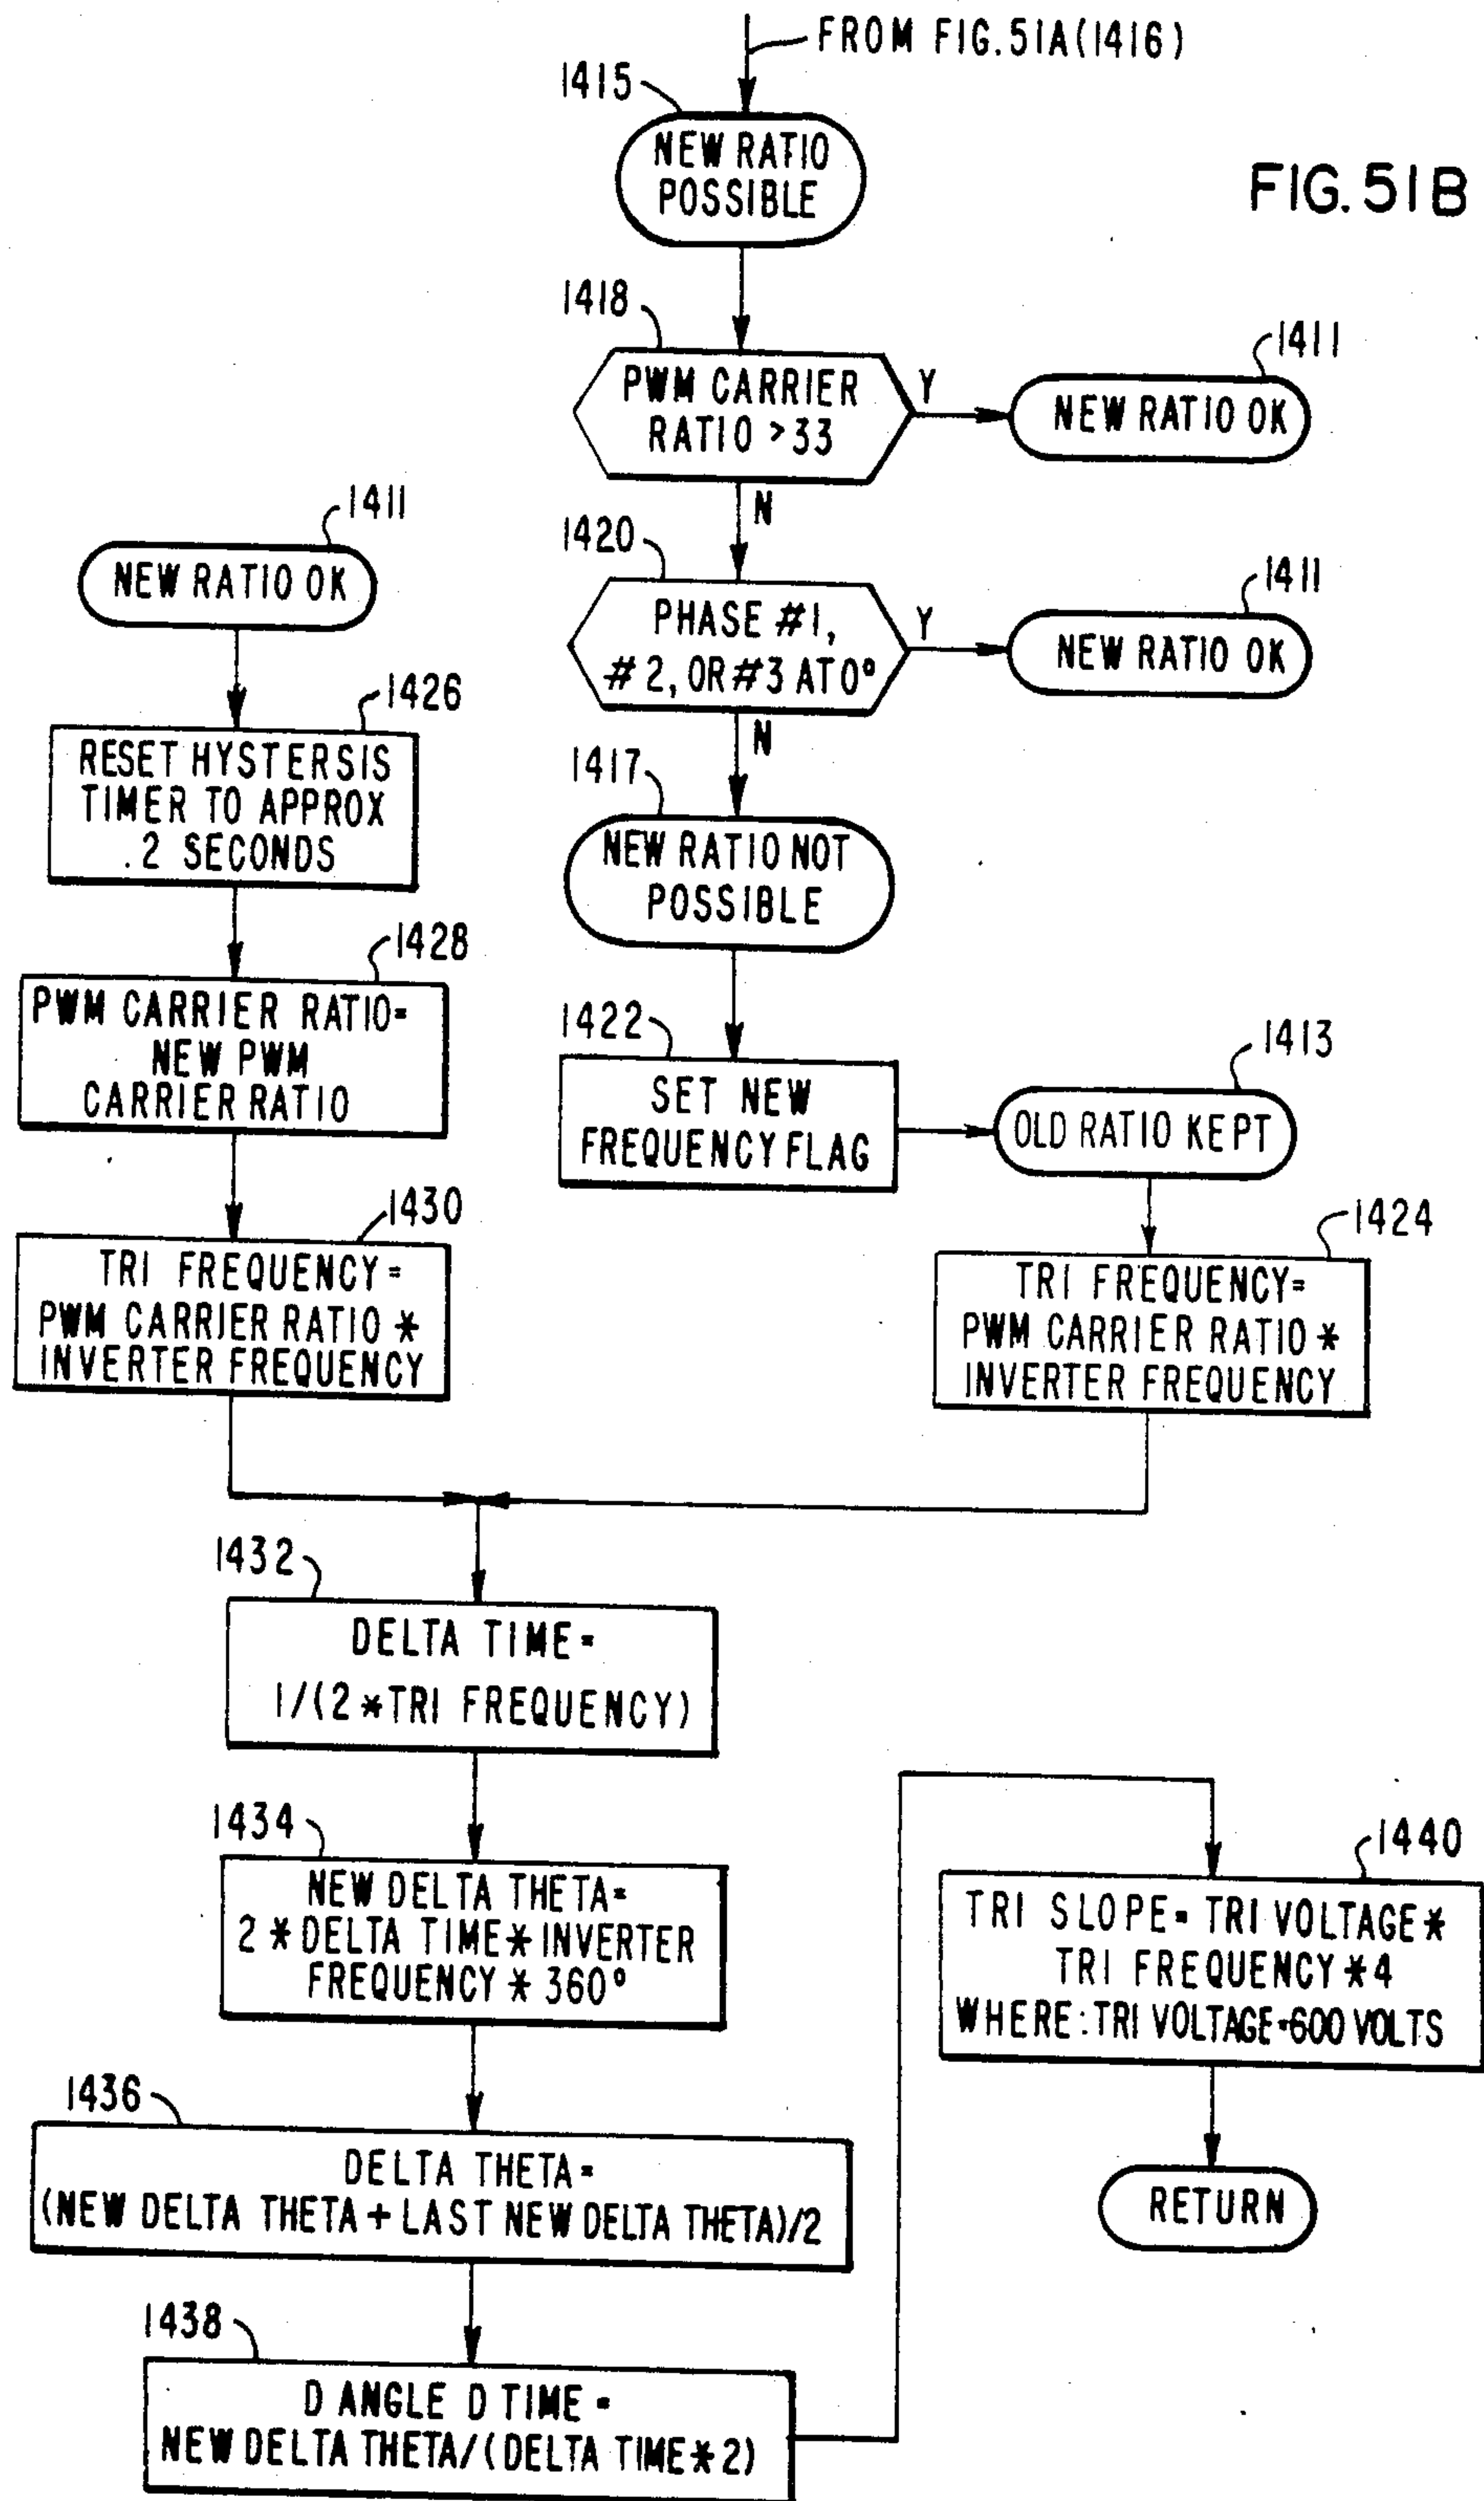 FROM FIG. 51A(1416)
1415
NEW RATIO
POSSIBLE
FIG. 51B
1418
PWM CARRIER
RATIO >33
Y
1411
NEW RATIO OK
N
1420
PHASE #1,
#2, OR #3 AT 0°
Y
1411
NEW RATIO OK
N
1417
NEW RATIO NOT
POSSIBLE
1422
SET NEW
FREQUENCY FLAG
1413
OLD RATIO KEPT
1424
TRI FREQUENCY=
PWM CARRIER RATIO *
INVERTER FREQUENCY
1411
NEW RATIO OK
1426
RESET HYSTERSIS
TIMER TO APPROX
.2 SECONDS
1428
PWM CARRIER RATIO=
NEW PWM
CARRIER RATIO
1430
TRI FREQUENCY=
PWM CARRIER RATIO *
INVERTER FREQUENCY
1432
DELTA TIME=
1/(2*TRI FREQUENCY)
1434
NEW DELTA THETA=
2 * DELTA TIME * INVERTER
FREQUENCY * 360°
1436
DELTA THETA=
(NEW DELTA THETA + LAST NEW DELTA THETA)/2
1438
D ANGLE D TIME =
NEW DELTA THETA/(DELTA TIME * 2)
1440
TRI SLOPE= TRI VOLTAGE *
TRI FREQUENCY * 4
WHERE: TRI VOLTAGE=600 VOLTS
RETURN